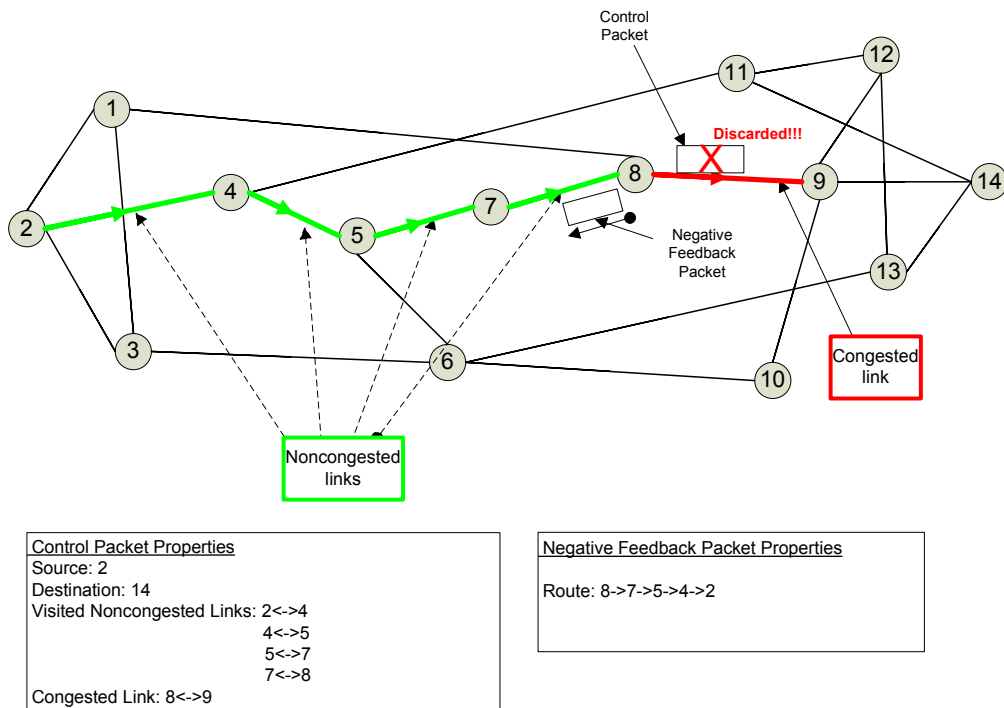 Control
Packet
12
11
1
Discarded!!!
8
9
14
4
7
2
5
Negative
Feedback
Packet
13
3
6
10
Congested
link
Noncongested
links
Control Packet Properties
Source: 2
Destination: 14
Visited Noncongested Links: 2<->4
4<->5
5<->7
7<->8
Congested Link: 8<->9
Negative Feedback Packet Properties
Route: 8->7->5->4->2